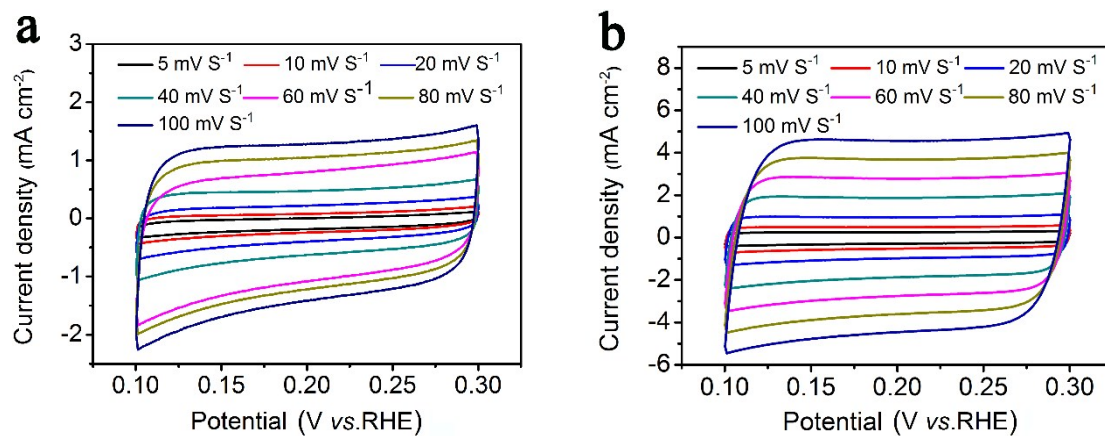 a
3
2
1
0
-1
-2
Current density (mA cm⁻²)
5 mV S⁻¹ 10 mV S⁻¹ 20 mV S⁻¹
40 mV S⁻¹ 60 mV S⁻¹ 80 mV S⁻¹
100 mV S⁻¹
0.10 0.15 0.20 0.25 0.30
Potential (V vs.RHE)
b
8
6
4
2
0
-2
-4
-6
Current density (mA cm⁻²)
5 mV S⁻¹ 10 mV S⁻¹ 20 mV S⁻¹
40 mV S⁻¹ 60 mV S⁻¹ 80 mV S⁻¹
100 mV S⁻¹
0.10 0.15 0.20 0.25 0.30
Potential (V vs.RHE)